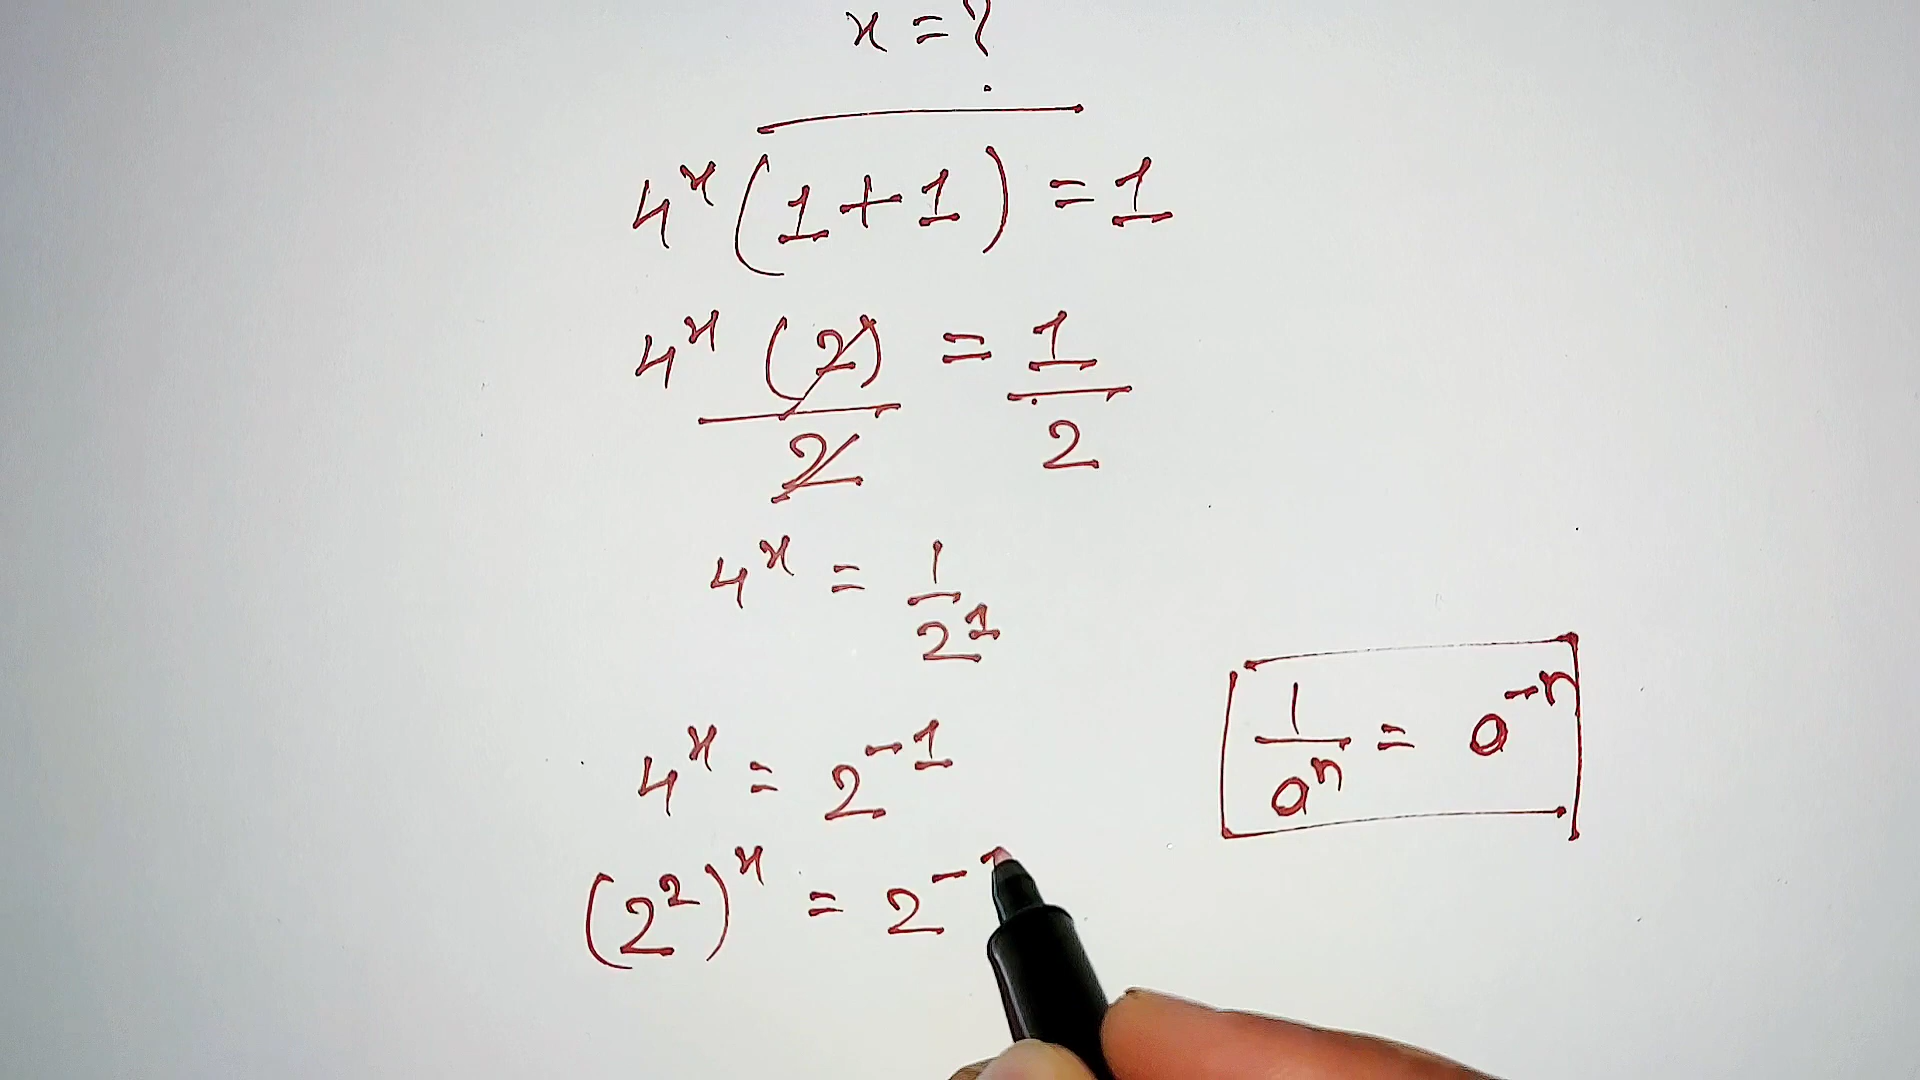 x = ?
4^x (1 + 1) = 1
4^x (2) / 2 = 1 / 2
4^x = 1 / 2^1
4^x = 2^-1
1 / a^n = a^-n
(2^2)^x = 2^-1